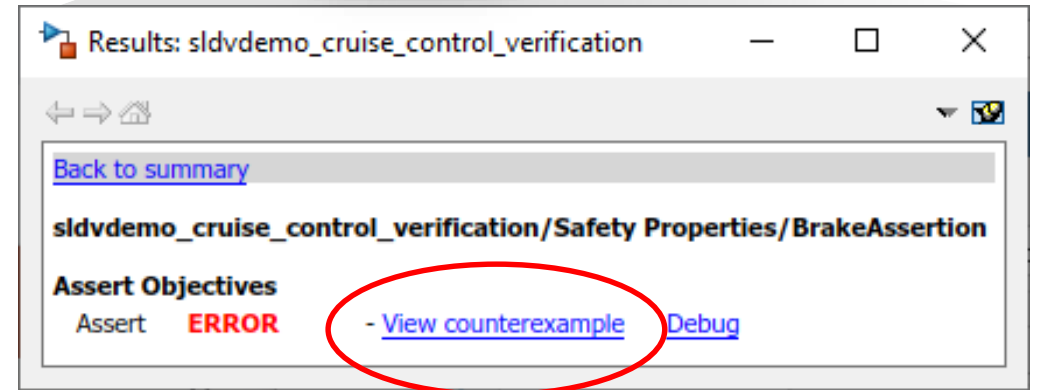 Results: sldvdemo_cruise_control_verification
Back to summary
sldvdemo_cruise_control_verification/Safety Properties/BrakeAssertion
Assert Objectives
Assert ERROR - View counterexample Debug